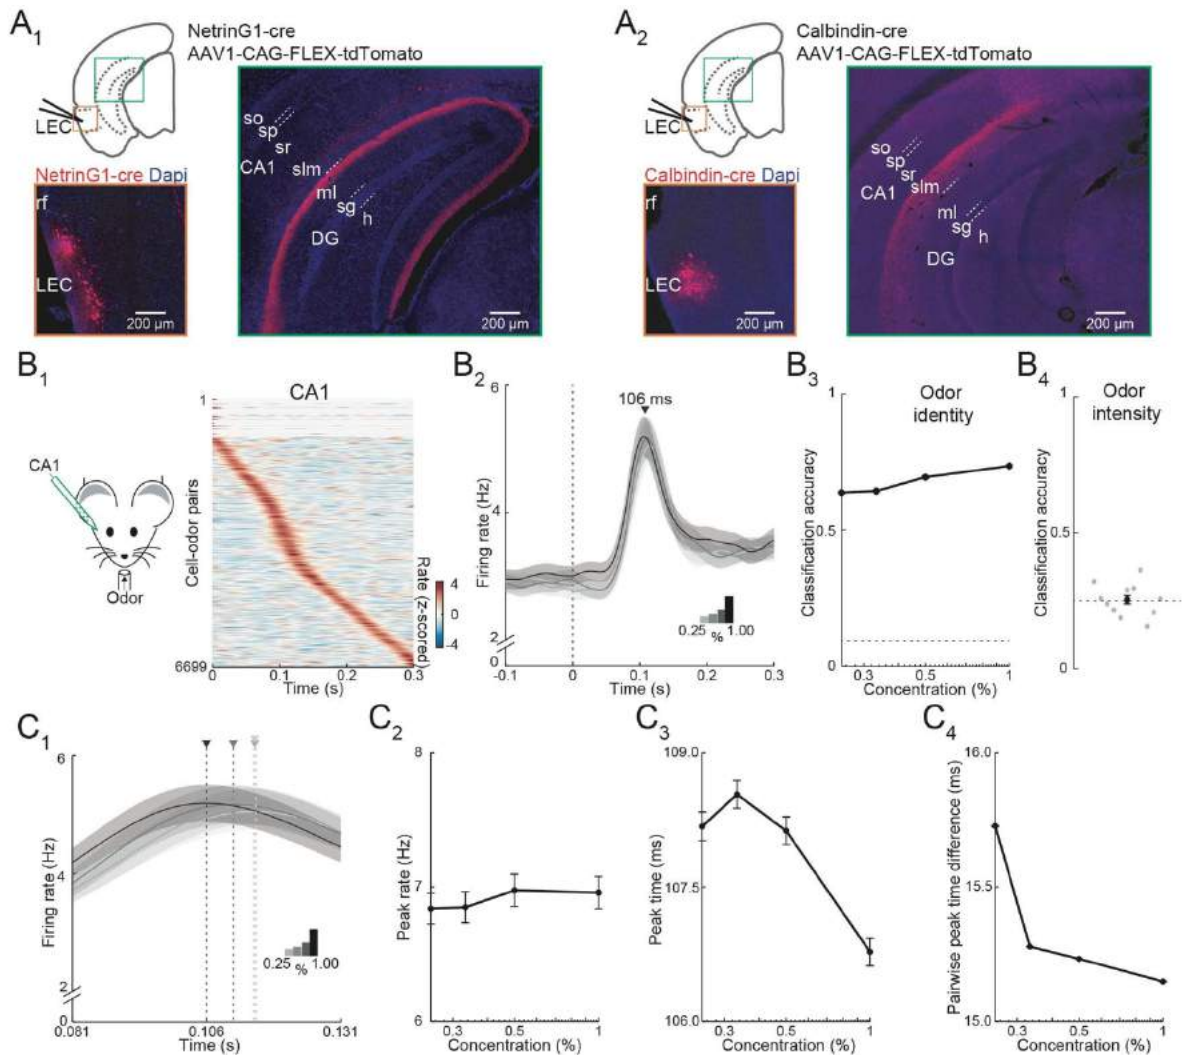 A1
NetrinG1-cre
AAV1-CAG-FLEX-tdTomato
LEC
NetrinG1-cre Dapi
rf
LEC
200 µm
so
sp
sr
CA1
slm
ml
sg
h
DG
200 µm
A2
Calbindin-cre
AAV1-CAG-FLEX-tdTomato
LEC
Calbindin-cre Dapi
rf
LEC
200 µm
so
sp
sr
CA1
slm
ml
sg
h
DG
200 µm
B1
CA1
Odor
CA1
1
Cell-odor pairs
6699
0
0.1
0.2
0.3
Time (s)
Rate (z-scored)
4
0
-4
B2
106 ms
6
4
2
0
Firing rate (Hz)
-0.1
0
0.1
0.2
0.3
Time (s)
0.25 % 1.00
B3
Odor
identity
1
0.5
0
Classification accuracy
0.3
0.5
1
Concentration (%)
B4
Odor
intensity
1
0.5
0
Classification accuracy
C1
6
4
2
0
Firing rate (Hz)
0.081
0.106
0.131
Time (s)
0.25 % 1.00
C2
8
7
6
Peak rate (Hz)
0.3
0.5
1
Concentration (%)
C3
109.0
107.5
106.0
Peak time (ms)
0.3
0.5
1
Concentration (%)
C4
16.0
15.5
15.0
Pairwise peak time difference (ms)
0.3
0.5
1
Concentration (%)